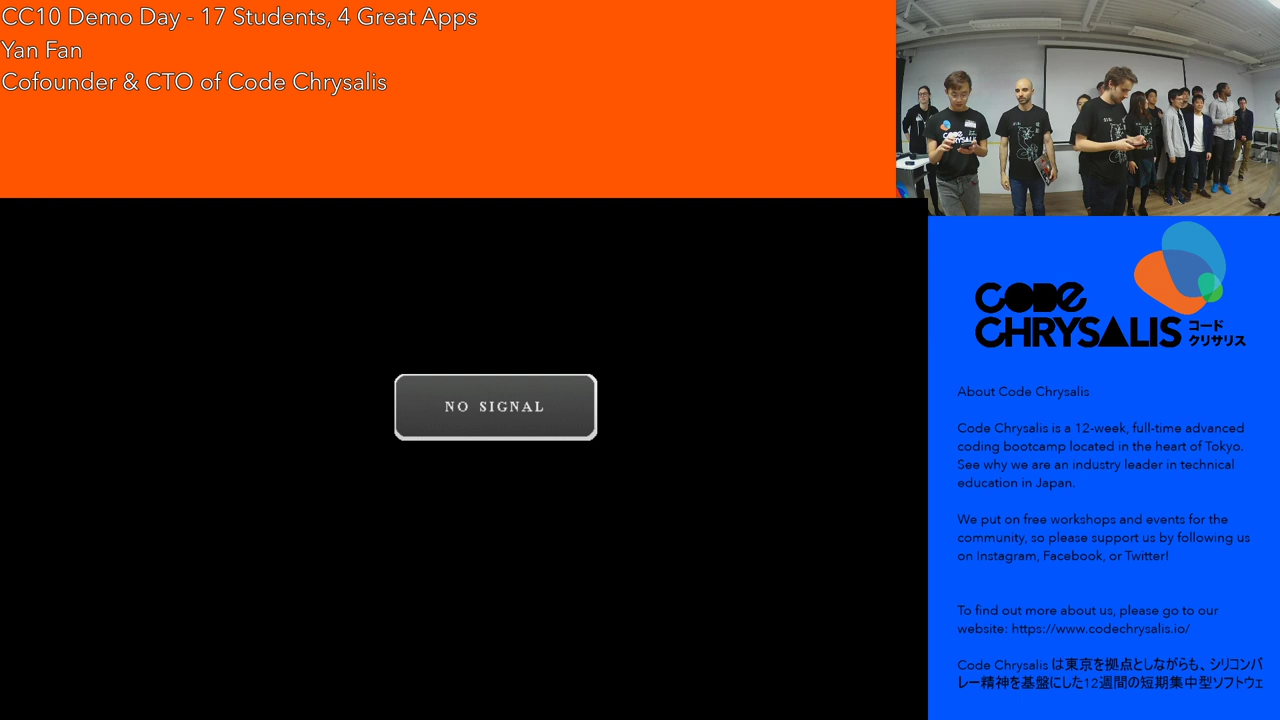 CC10 Demo Day - 17 Students, 4 Great Apps
Yan Fan
Cofounder & CTO of Code Chrysalis
CODE
CHRYSALIS
NO SIGNAL
CODE
CHRYSALIS
コード
クリサリス
About Code Chrysalis
Code Chrysalis is a 12-week, full-time advanced
coding bootcamp located in the heart of Tokyo.
See why we are an industry leader in technical
education in Japan.
We put on free workshops and events for the
community, so please support us by following us
on Instagram, Facebook, or Twitter!
To find out more about us, please go to our
website: https://www.codechrysalis.io/
Code Chrysalis は東京を拠点としながらも、シリコンバ
レー精神を基盤にした12週間の短期集中型ソフトウェ